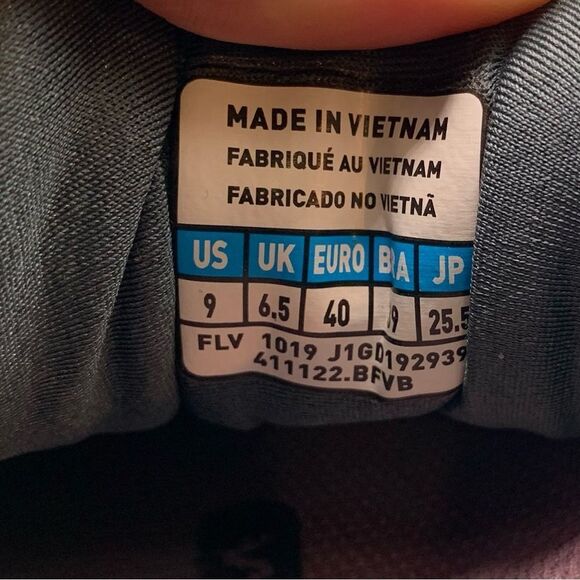 MADE IN VIETNAM
FABRIQUÉ AU VIETNAM
FABRICADO NO VIETNÃ
US UK EURO BRA JP
9 6.5 40 39 25.5
FLV 1019 J1GD192939
411122.BFVB